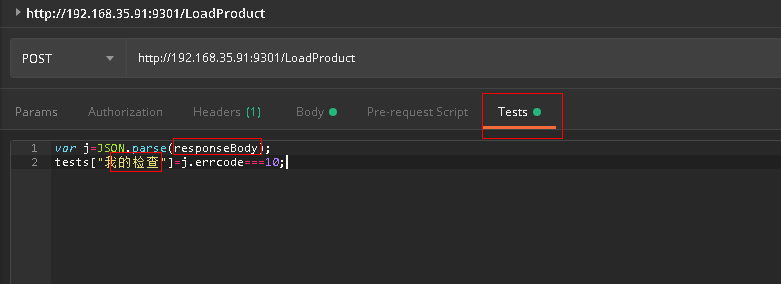 http://192.168.35.91:9301/LoadProduct
POST http://192.168.35.91:9301/LoadProduct
Params Authorization Headers (1) Body Pre-request Script Tests
1 var j=JSON.parse(responseBody);
2 tests["我的检查"]=j.errcode===10;